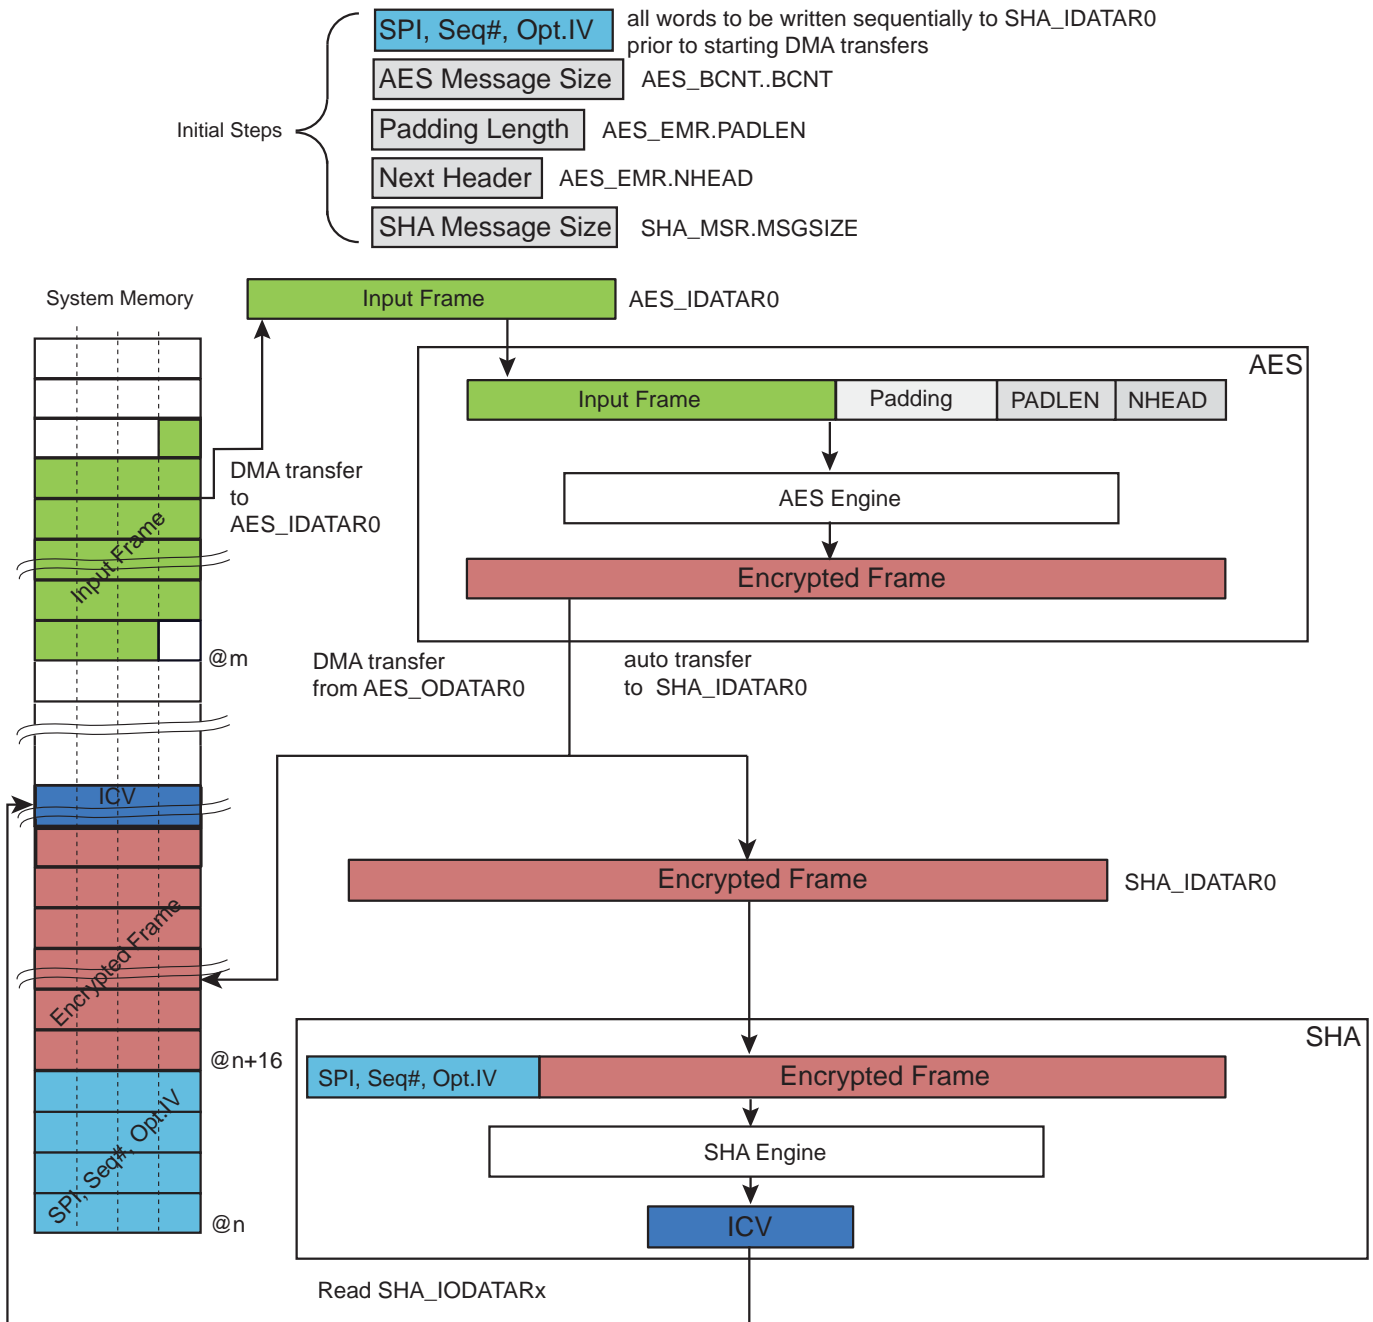 SPI, Seq#, Opt.IV
all words to be written sequentially to SHA_IDATAR0
prior to starting DMA transfers
AES Message Size
AES_BCNT..BCNT
Initial Steps
Padding Length
AES_EMR.PADLEN
Next Header
AES_EMR.NHEAD
SHA Message Size
SHA_MSR.MSGSIZE
System Memory
Input Frame
AES_IDATAR0
AES
Input Frame
Padding
PADLEN
NHEAD
DMA transfer
to
AES_IDATAR0
AES Engine
Input Frame
Encrypted Frame
@m
DMA transfer
from AES_ODATAR0
auto transfer
to SHA_IDATAR0
ICV
Encrypted Frame
SHA_IDATAR0
Encrypted Frame
SHA
@n+16
SPI, Seq#, Opt.IV
Encrypted Frame
SPI, Seq#, Opt.IV
SHA Engine
@n
ICV
Read SHA_IODATARx